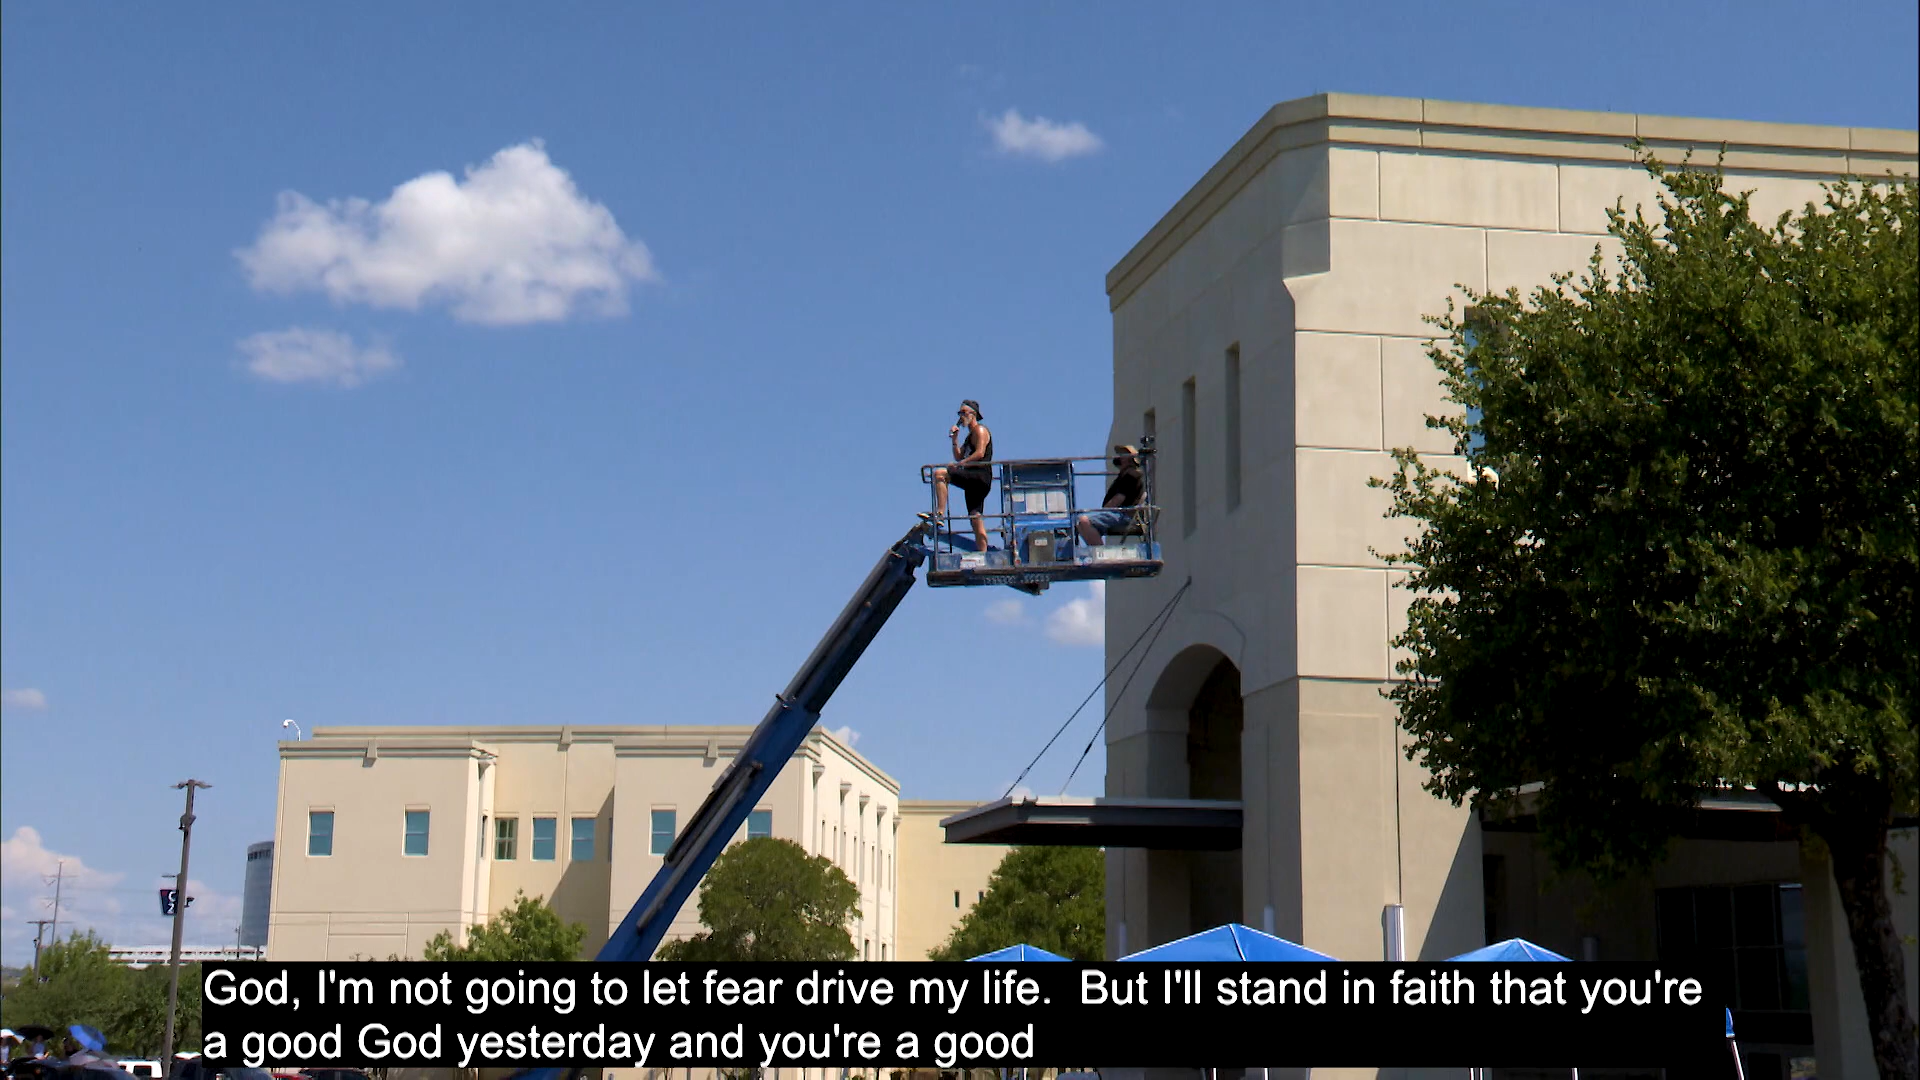 C
2
God, I'm not going to let fear drive my life.  But I'll stand in faith that you're
a good God yesterday and you're a good